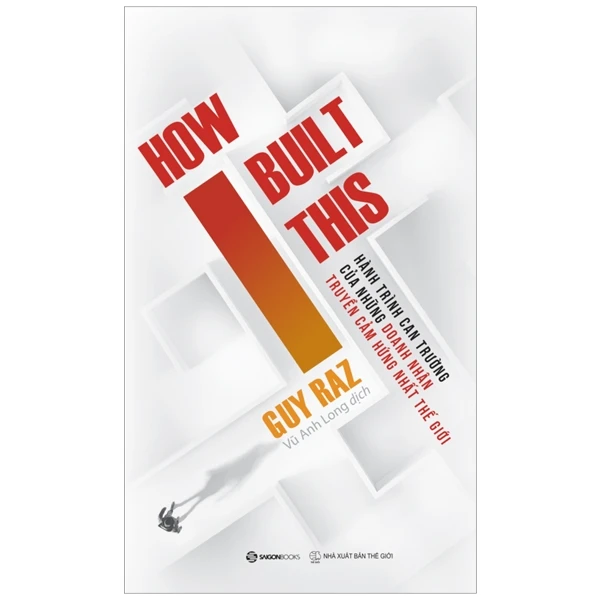 HOW
I
BUILT
THIS
HÀNH TRÌNH CAN TRƯỜNG
CỦA NHỮNG DOANH NHÂN
TRUYỀN CẢM HỨNG NHẤT THẾ GIỚI
GUY RAZ
Vũ Anh Long dịch
SAIGONBOOKS
NHÀ XUẤT BẢN THẾ GIỚI